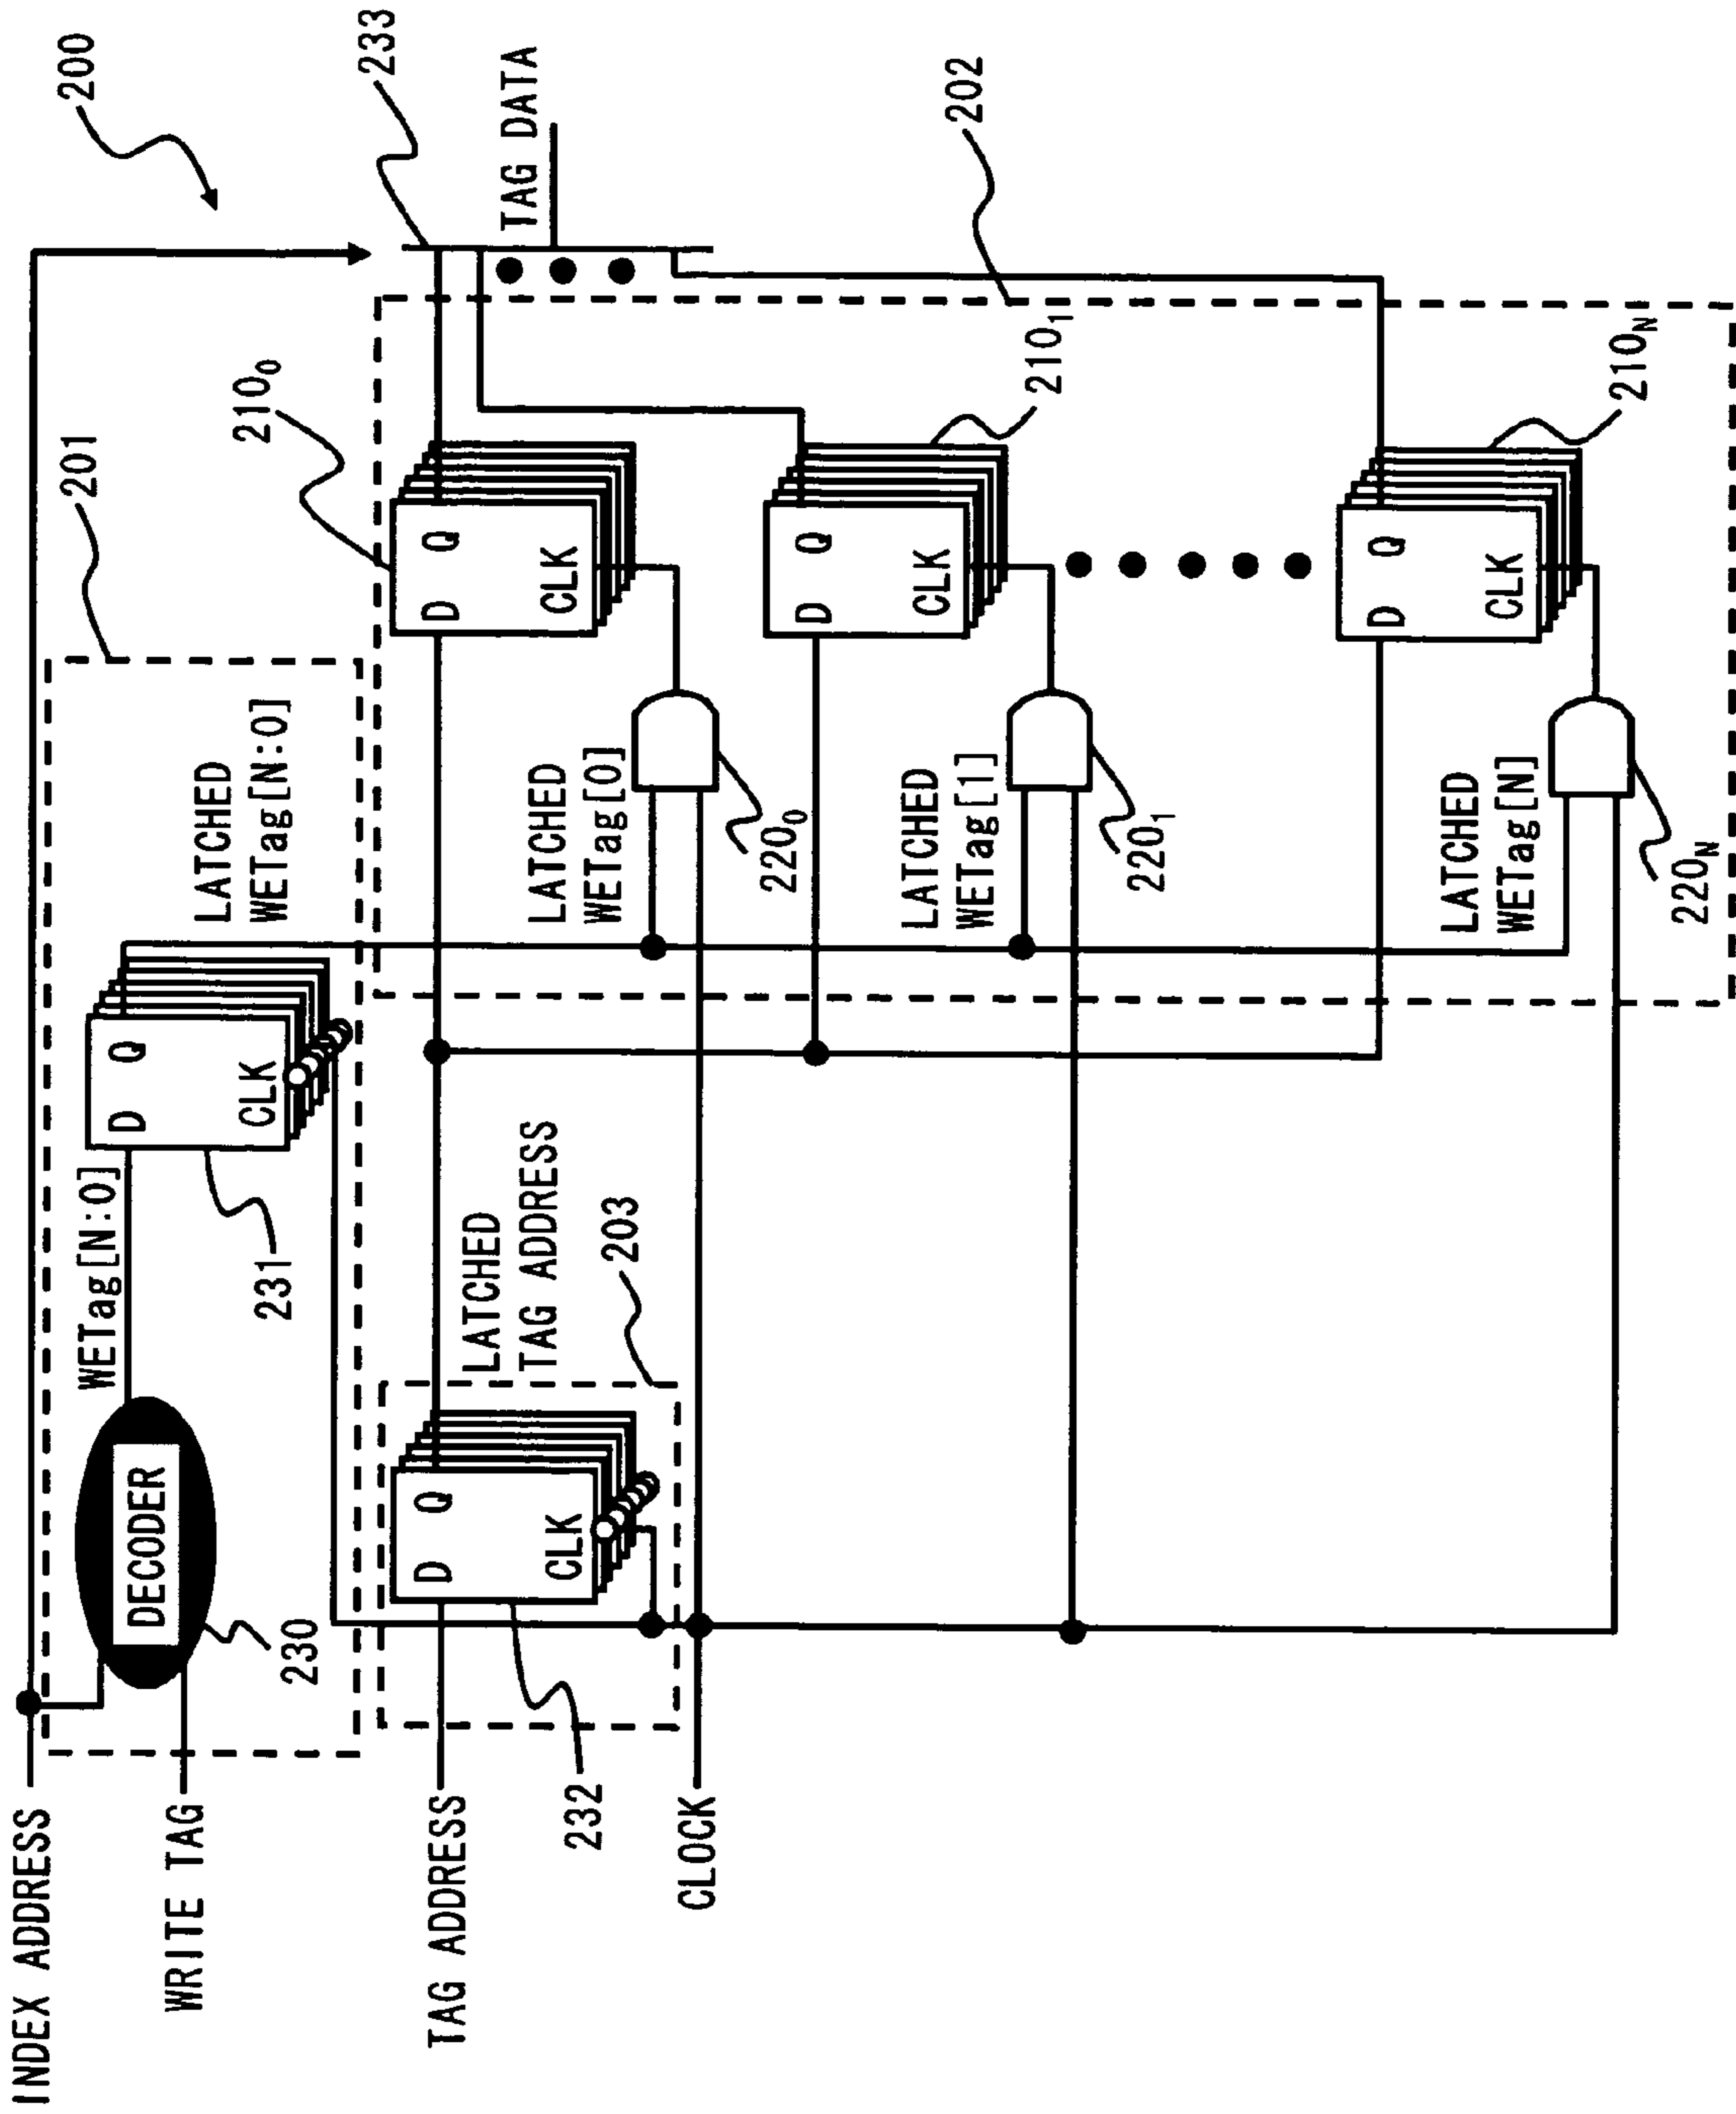 200
INDEX ADDRESS
201
WRITE TAG
DECODER
230
WETag[N:0]
D Q
CLK
231
LATCHED
WETag[N:0]
233
TAG ADDRESS
232
D Q
CLK
LATCHED
TAG ADDRESS
203
210₀
D Q
CLK
TAG DATA
LATCHED
WETag[0]
220₀
CLOCK
202
D Q
CLK
210₁
LATCHED
WETag[1]
220₁
D Q
CLK
210N
LATCHED
WETag[N]
220N